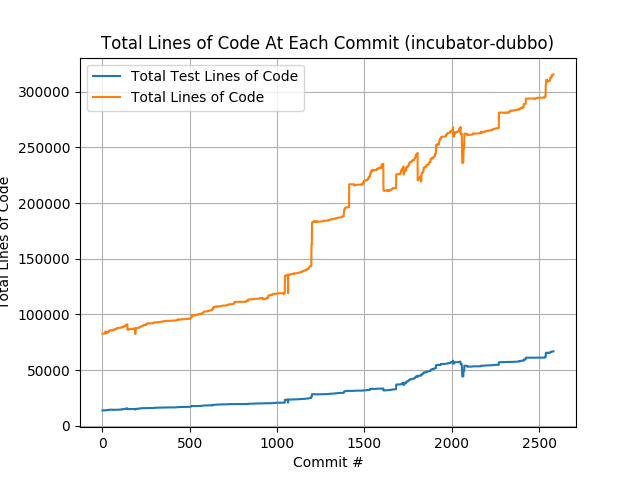 Total Lines of Code At Each Commit (incubator-dubbo)
Total Test Lines of Code
Total Lines of Code
Total Lines of Code
300000
250000
200000
150000
100000
50000
0
0 500 1000 1500 2000 2500
Commit #